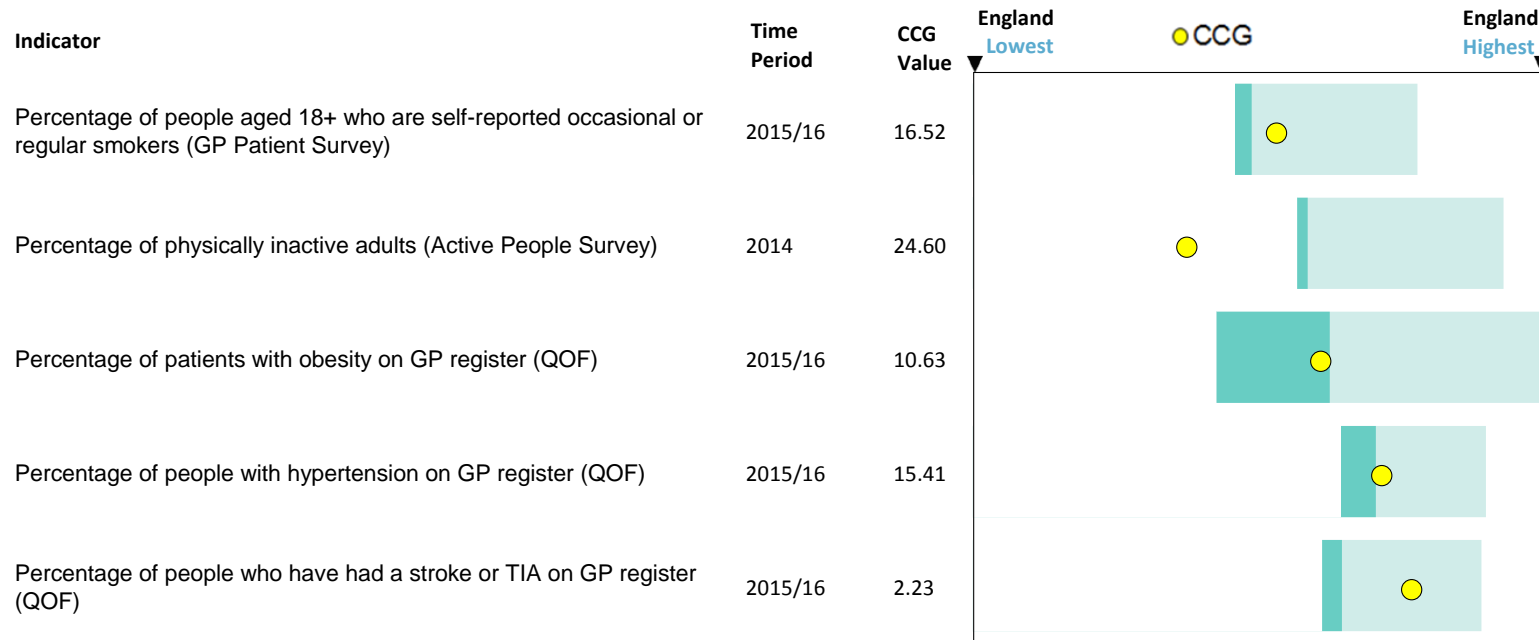 Indicator
Time Period
CCG Value
England Lowest
CCG
England Highest
Percentage of people aged 18+ who are self-reported occasional or
regular smokers (GP Patient Survey)
2015/16
16.52
Percentage of physically inactive adults (Active People Survey)
2014
24.60
Percentage of patients with obesity on GP register (QOF)
2015/16
10.63
Percentage of people with hypertension on GP register (QOF)
2015/16
15.41
Percentage of people who have had a stroke or TIA on GP register
(QOF)
2015/16
2.23